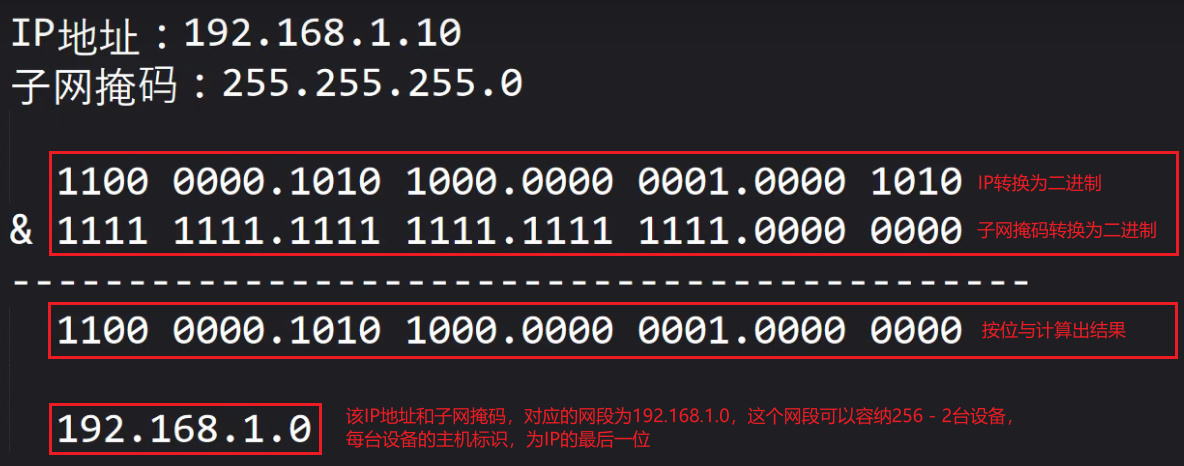 IP地址：192.168.1.10
子网掩码：255.255.255.0
1100 0000.1010 1000.0000 0001.0000 1010 IP转换为二进制
& 1111 1111.1111 1111.1111 1111.0000 0000 子网掩码转换为二进制
--------------------------------------------
1100 0000.1010 1000.0000 0001.0000 0000 按位与计算出结果
192.168.1.0
该IP地址和子网掩码，对应的网段为192.168.1.0，这个网段可以容纳256 - 2台设备，
每台设备的主机标识，为IP的最后一位